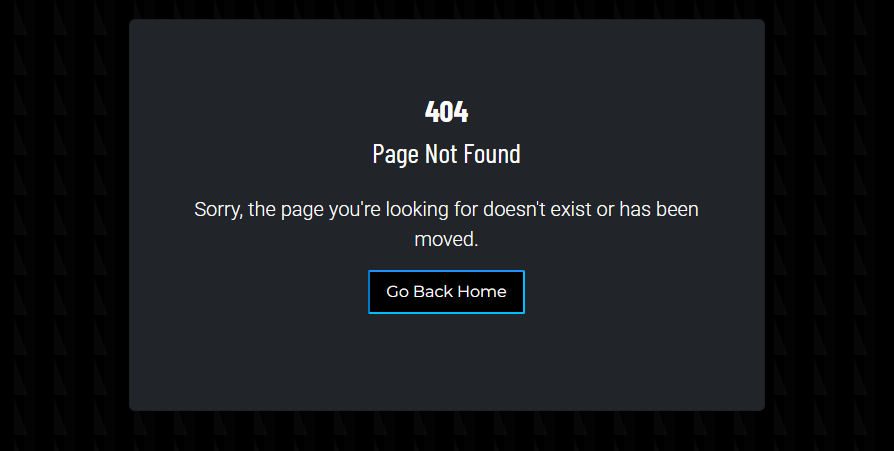 404
Page Not Found
Sorry, the page you're looking for doesn't exist or has been
moved.
Go Back Home